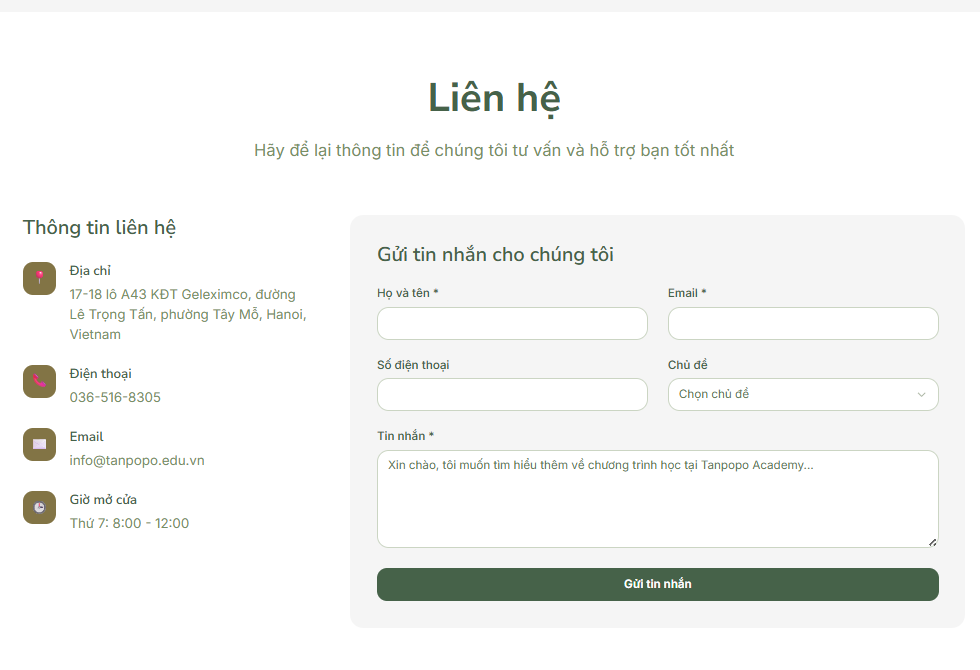 Liên hệ
Hãy để lại thông tin để chúng tôi tư vấn và hỗ trợ bạn tốt nhất
Thông tin liên hệ
Địa chỉ
17-18 lô A43 KĐT Geleximco, đường
Lê Trọng Tấn, phường Tây Mỗ, Hanoi,
Vietnam
Điện thoại
036-516-8305
Email
info@tanpopo.edu.vn
Giờ mở cửa
Thứ 7: 8:00 - 12:00
Gửi tin nhắn cho chúng tôi
Họ và tên *
Email *
Số điện thoại
Chủ đề
Chọn chủ đề
Tin nhắn *
Xin chào, tôi muốn tìm hiểu thêm về chương trình học tại Tanpopo Academy...
Gửi tin nhắn